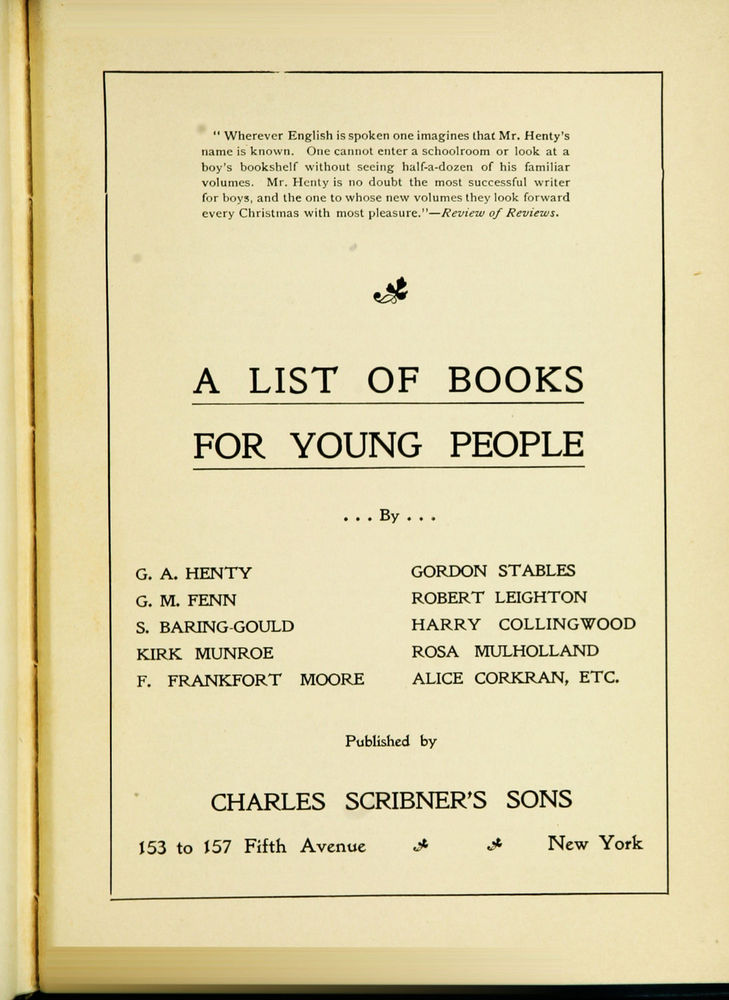 “ Wherever English is spoken one imagines that Mr. Henty's
name is known. One cannot enter a schoolroom or look at a
boy's bookshelf without seeing half-a-dozen of his familiar
volumes. Mr. Henty is no doubt the most successful writer
for boys, and the one to whose new volumes they look forward
every Christmas with most pleasure.”—Review of Reviews.
A LIST OF BOOKS
FOR YOUNG PEOPLE
. . . By . . .
G. A. HENTY
G. M. FENN
S. BARING-GOULD
KIRK MUNROE
F. FRANKFORT MOORE
GORDON STABLES
ROBERT LEIGHTON
HARRY COLLINGWOOD
ROSA MULHOLLAND
ALICE CORKRAN, ETC.
Published by
CHARLES SCRIBNER'S SONS
153 to 157 Fifth Avenue New York